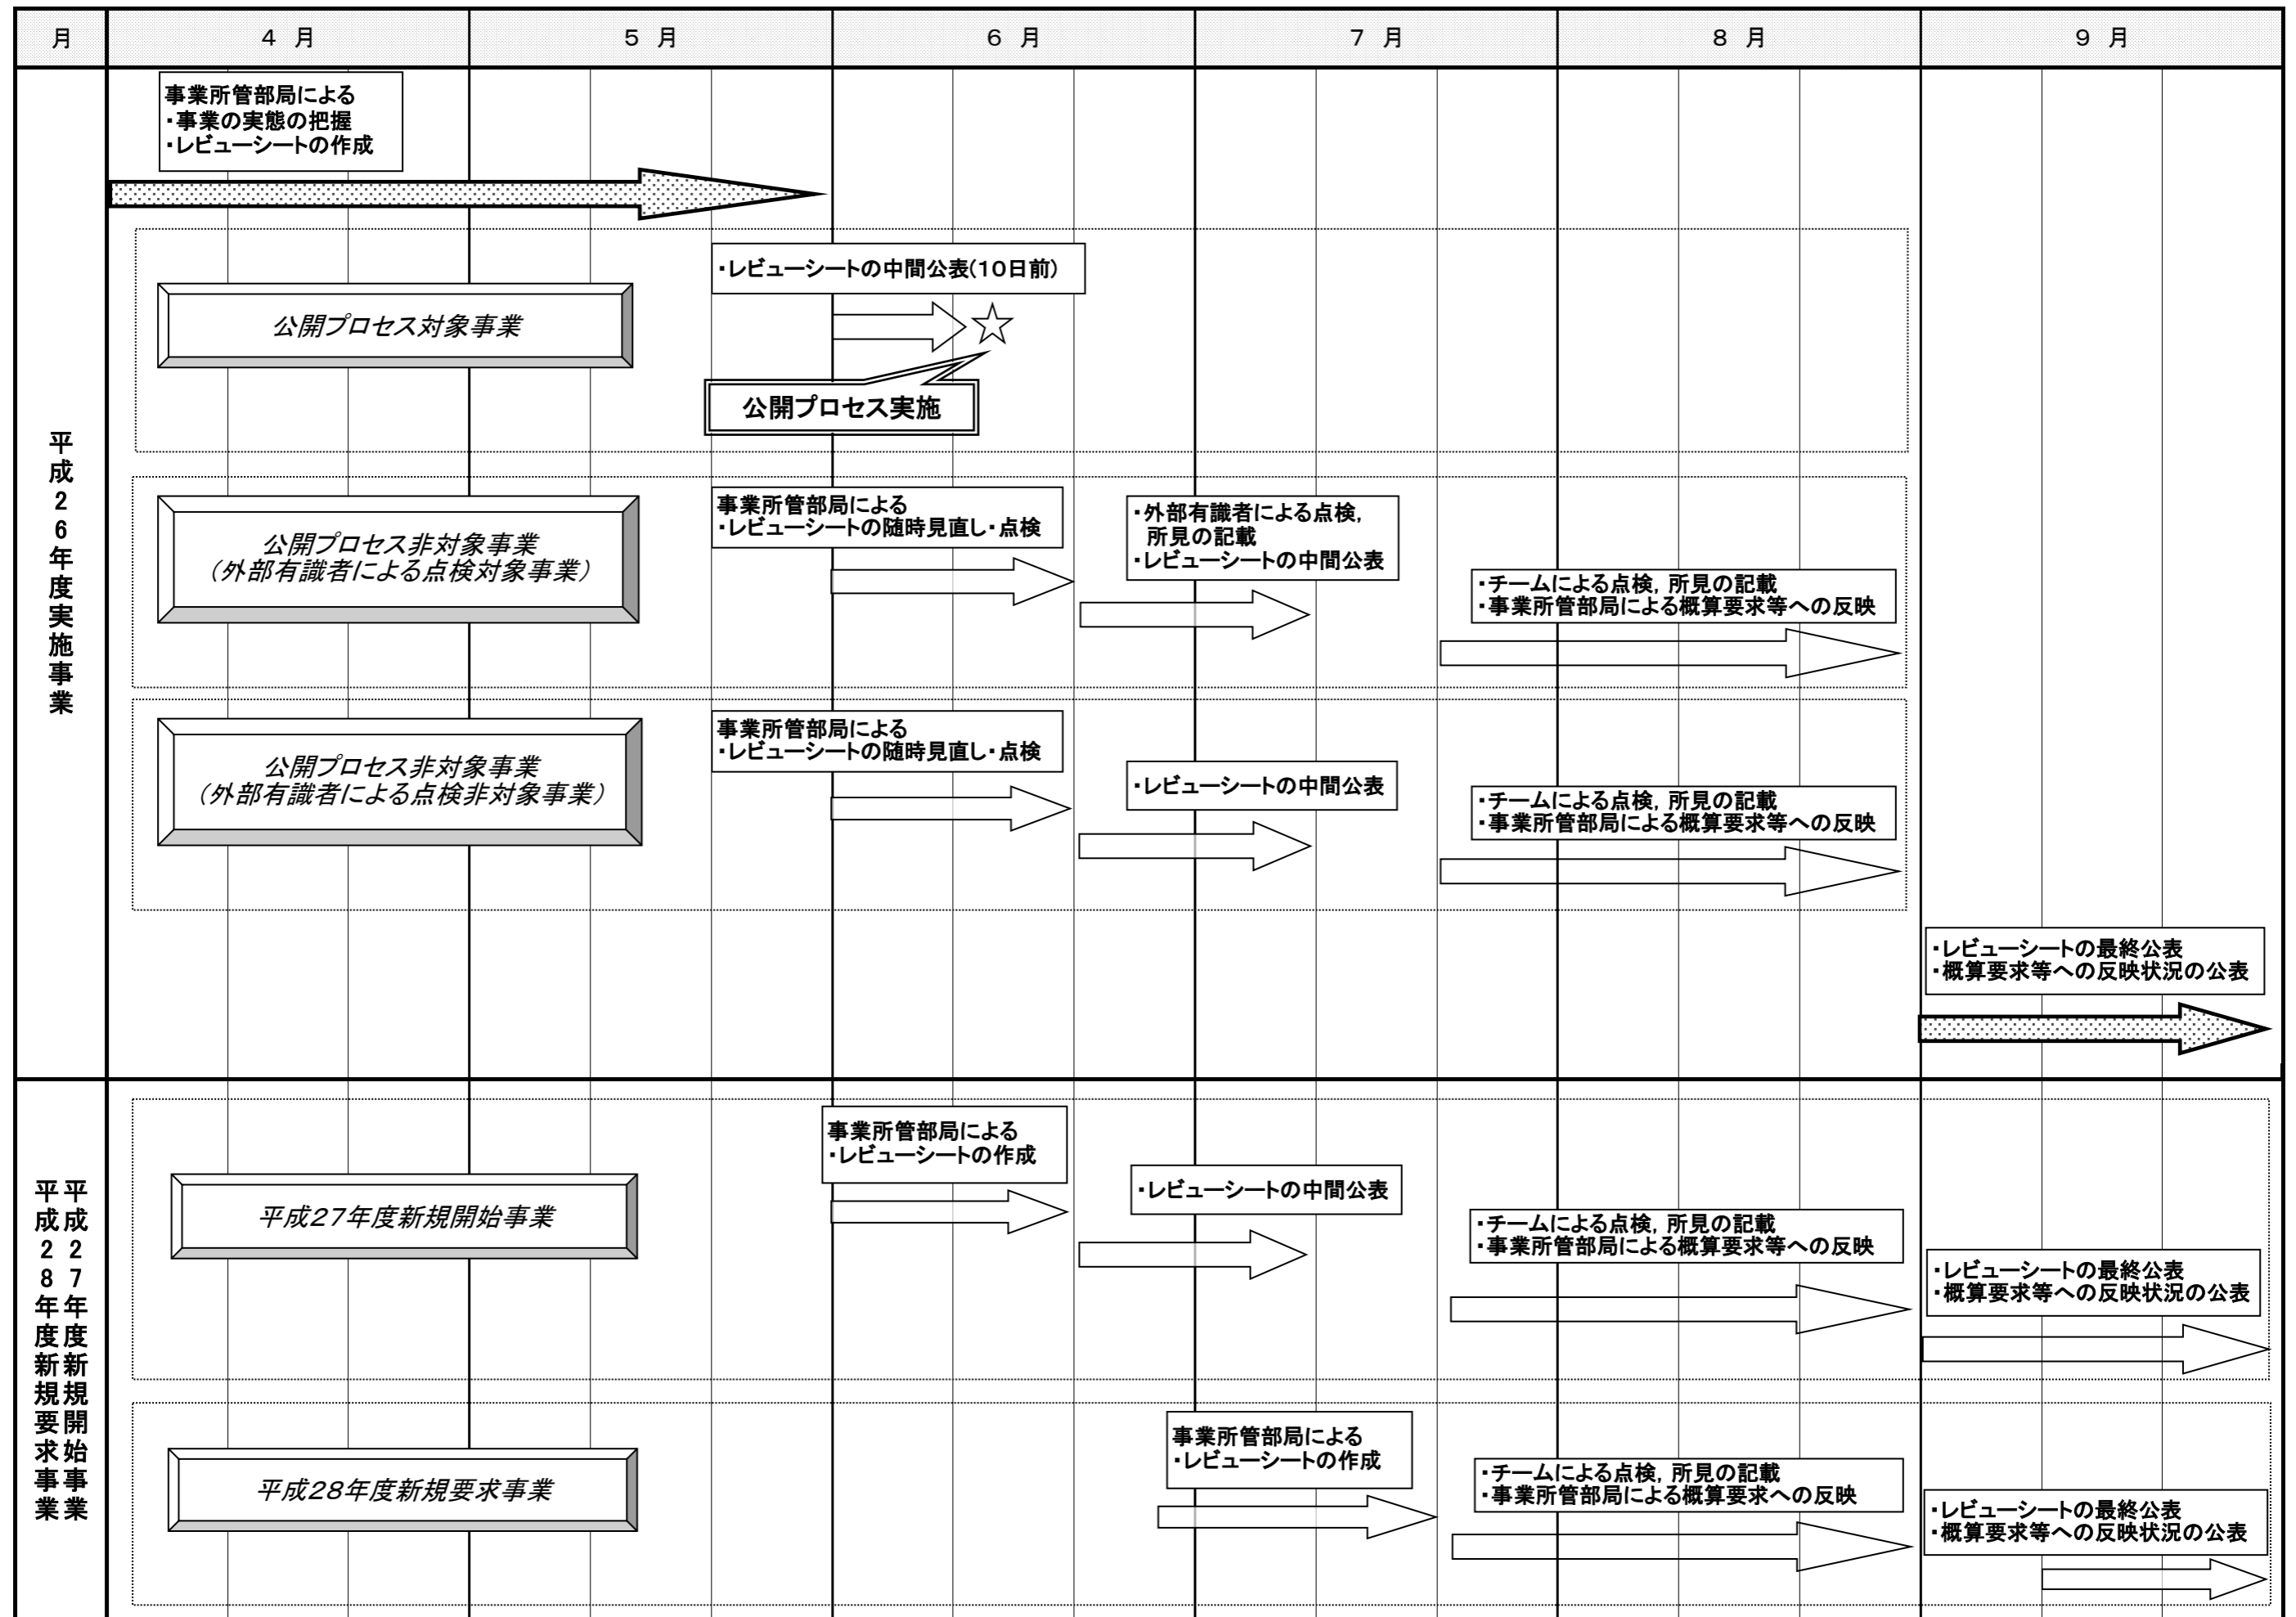 月
4 月
5 月
6 月
7 月
8 月
9 月
平成26年度実施事業
事業所管部局による
・事業の実態の把握
・レビューシートの作成
・レビューシートの中間公表(10日前)
公開プロセス対象事業
☆
公開プロセス実施
公開プロセス非対象事業
(外部有識者による点検対象事業)
事業所管部局による
・レビューシートの随時見直し・点検
・外部有識者による点検,
所見の記載
・レビューシートの中間公表
・チームによる点検, 所見の記載
・事業所管部局による概算要求等への反映
公開プロセス非対象事業
(外部有識者による点検非対象事業)
事業所管部局による
・レビューシートの随時見直し・点検
・レビューシートの中間公表
・チームによる点検, 所見の記載
・事業所管部局による概算要求等への反映
・レビューシートの最終公表
・概算要求等への反映状況の公表
平成27年度新規開始事業
平成28年度新規要求事業
平成27年度新規開始事業
事業所管部局による
・レビューシートの作成
・レビューシートの中間公表
・チームによる点検, 所見の記載
・事業所管部局による概算要求等への反映
・レビューシートの最終公表
・概算要求等への反映状況の公表
平成28年度新規要求事業
事業所管部局による
・レビューシートの作成
・チームによる点検, 所見の記載
・事業所管部局による概算要求への反映
・レビューシートの最終公表
・概算要求等への反映状況の公表